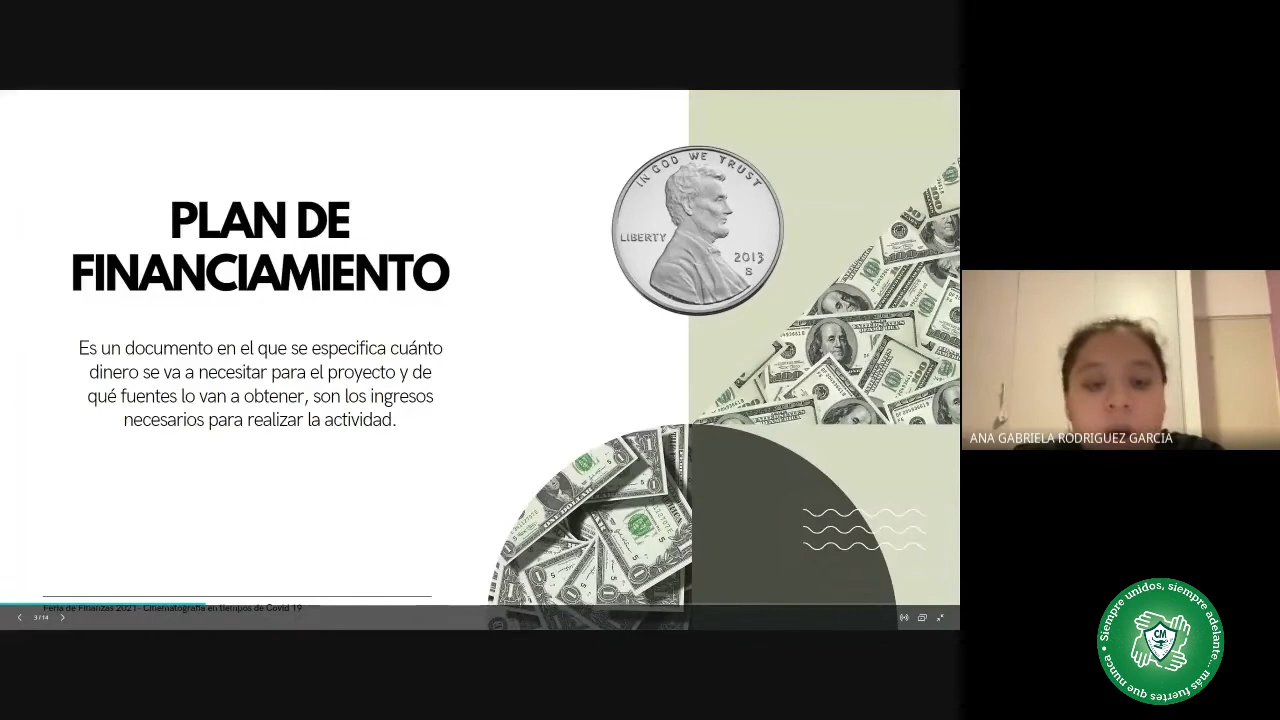 PLAN DE
FINANCIAMIENTO
Es un documento en el que se especifica cuánto
dinero se va a necesitar para el proyecto y de
qué fuentes lo van a obtener, son los ingresos
necesarios para realizar la actividad.
IN GOD WE TRUST
LIBERTY
2013
S
Feria de Finanzas 2021- Cinematografía en tiempos de Covid 19
3 / 14
ANA GABRIELA RODRIGUEZ GARCIA
Siempre unidos, siempre adelante... más fuertes que nunca
CM